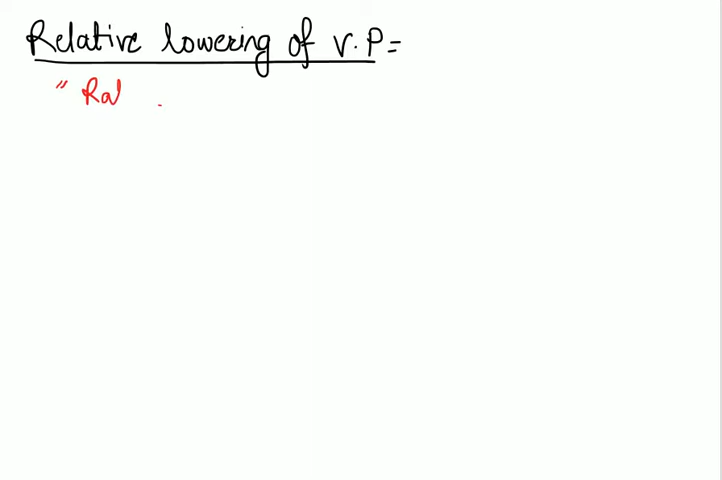 Relative lowering of V.P=
" Ra